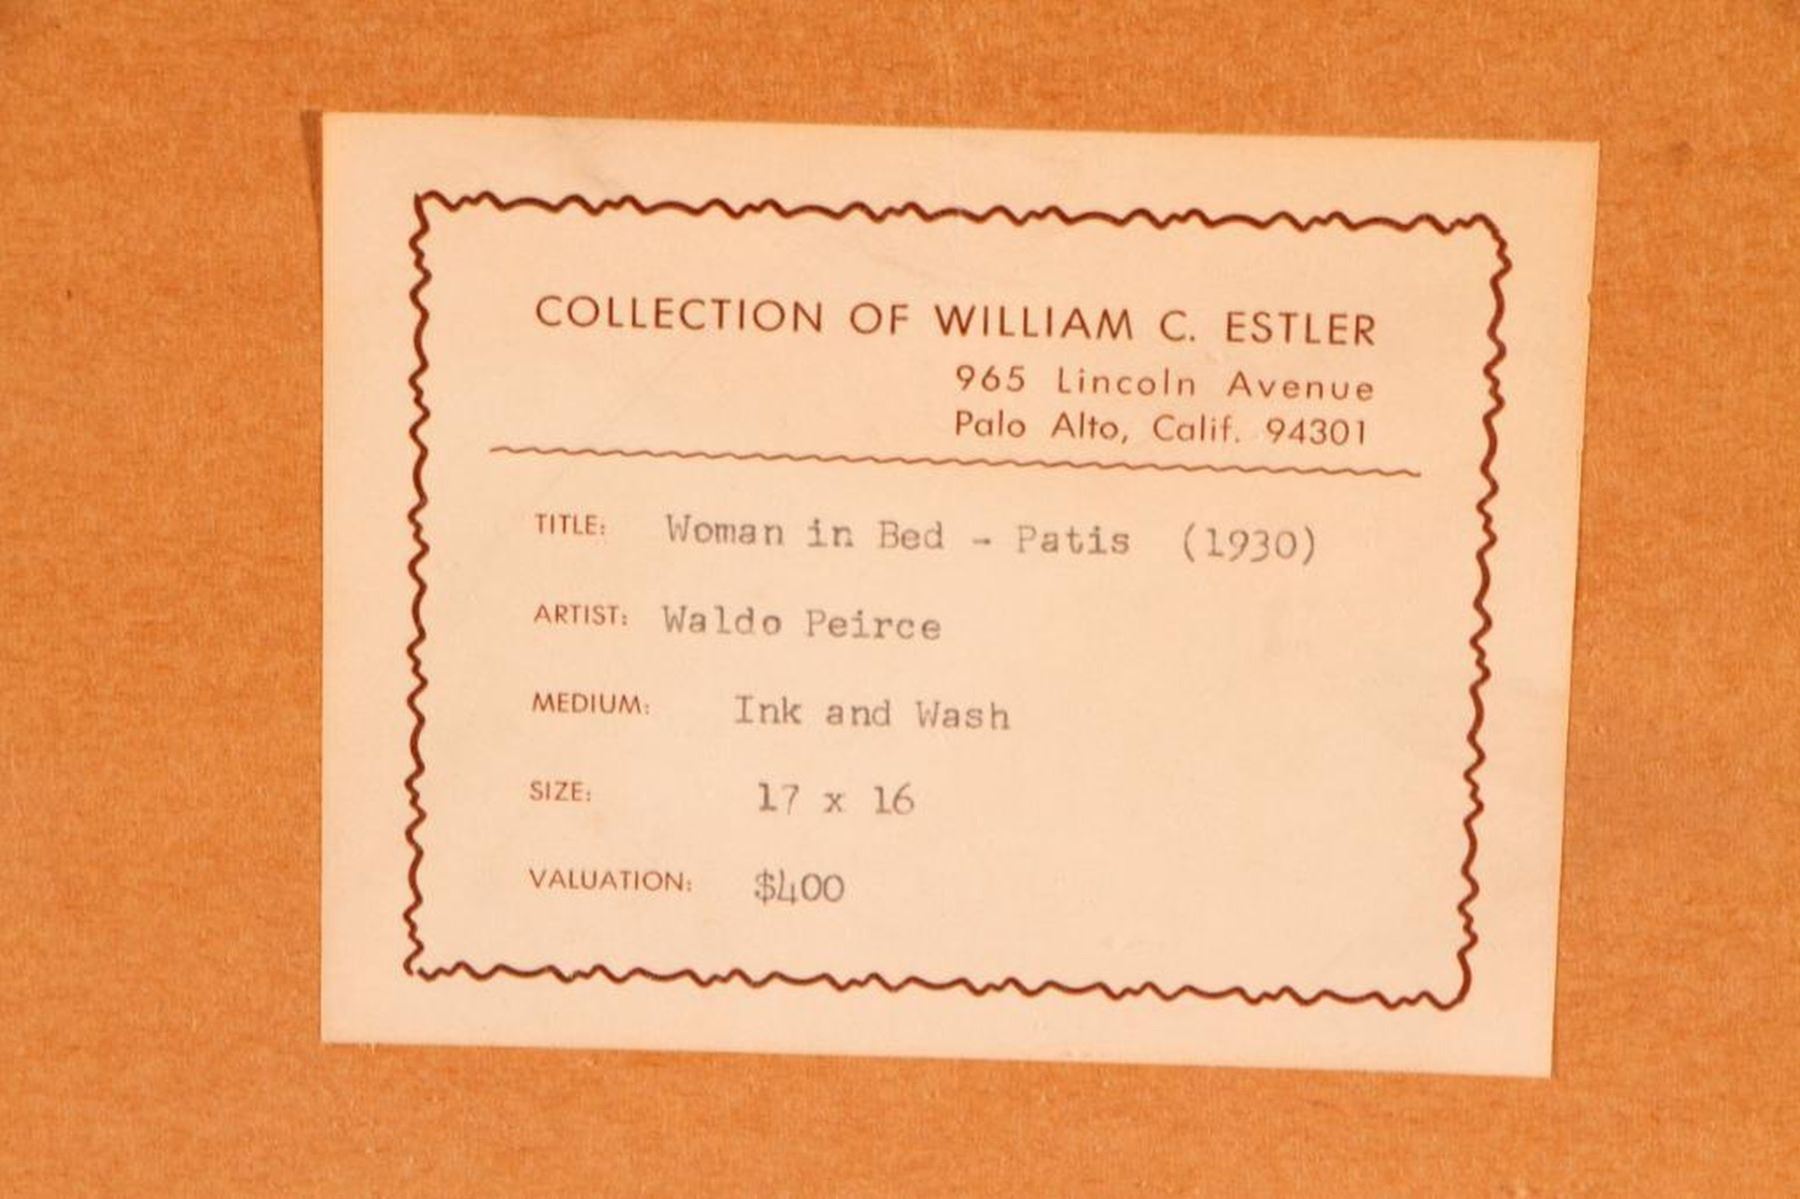 COLLECTION OF WILLIAM C. ESTLER
965 Lincoln Avenue
Palo Alto, Calif. 94301
TITLE: Woman in Bed - Patis (1930)
ARTIST: Waldo Peirce
MEDIUM: Ink and Wash
SIZE: 17 x 16
VALUATION: $400